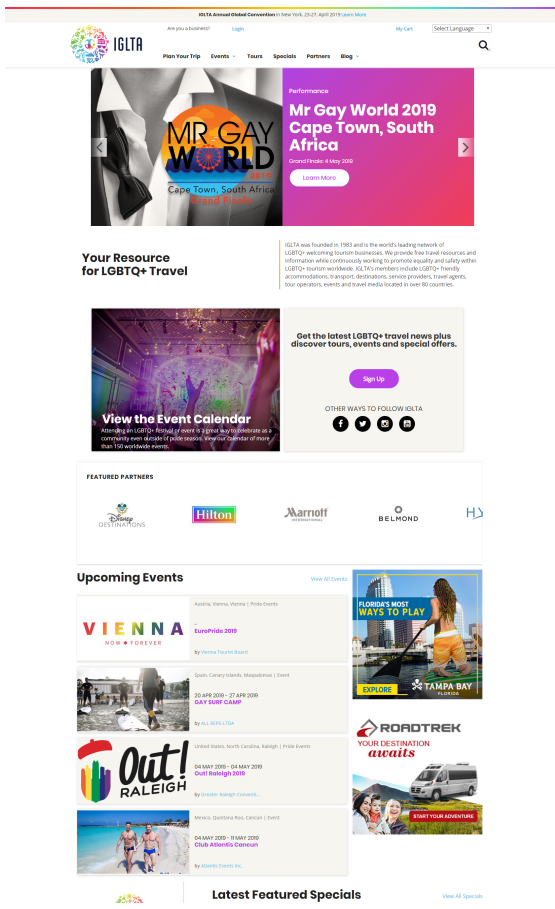 IGLTA Annual Global Convention in New York, 23-27, April 2019 Learn More
Are you a business?
Login
My Cart
Select Language
IGLTA
Plan Your Trip
Events
Tours
Specials
Partners
Blog
MR GAY
WORLD
2019
Cape Town, South Africa
Grand Finale
Performance
Mr Gay World 2019
Cape Town, South
Africa
Grand Finale: 4 May 2019
Learn More
Your Resource
for LGBTQ+ Travel
IGLTA was founded in 1983 and is the world's leading network of
LGBTQ+ welcoming tourism businesses. We provide free travel resources and
information while continuously working to promote equality and safety within
LGBTQ+ tourism worldwide. IGLTA's members include LGBTQ+ friendly
accommodations, transport, destinations, service providers, travel agents,
tour operators, events and travel media located in over 80 countries.
View the Event Calendar
Attending an LGBTQ+ festival or event is a great way to celebrate as a
community even outside of pride season. View our calendar of more
than 150 worldwide events.
Get the latest LGBTQ+ travel news plus
discover tours, events and special offers.
Sign Up
OTHER WAYS TO FOLLOW IGLTA
FEATURED PARTNERS
Disney
DESTINATIONS
Hilton
Marriott
INTERNATIONAL
BELMOND
Upcoming Events
View All Events
VIENNA
NOW ♦ FOREVER
Austria, Vienna, Vienna | Pride Events
-
EuroPride 2019
by Vienna Tourist Board
Spain, Canary Islands, Maspalomas | Event
20 APR 2019 - 27 APR 2019
GAY SURF CAMP
by ALL REPS LTDA
Out!
RALEIGH
United States, North Carolina, Raleigh | Pride Events
04 MAY 2019 - 04 MAY 2019
Out! Raleigh 2019
by Greater Raleigh Conventi...
Mexico, Quintana Roo, Cancun | Event
04 MAY 2019 - 11 MAY 2019
Club Atlantis Cancun
by Atlantis Events Inc.
FLORIDA'S MOST
WAYS TO PLAY
EXPLORE
TAMPA BAY
FLORIDA
ROADTREK
YOUR DESTINATION
awaits
START YOUR ADVENTURE
Latest Featured Specials
View All Specials